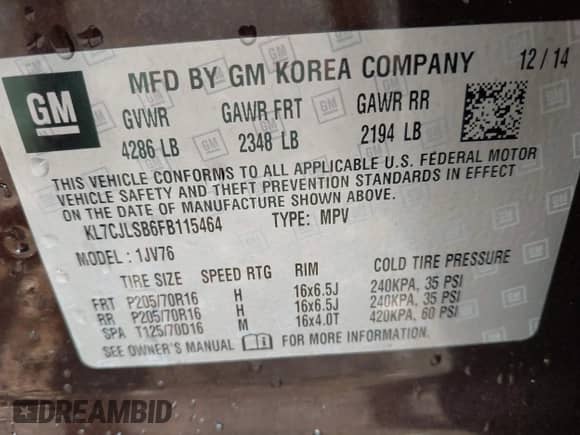 GM
MFD BY GM KOREA COMPANY 12/14
GVWR GAWR FRT GAWR RR
4286 LB 2348 LB 2194 LB
THIS VEHICLE CONFORMS TO ALL APPLICABLE U.S. FEDERAL MOTOR
VEHICLE SAFETY AND THEFT PREVENTION STANDARDS IN EFFECT
ON THE DATE OF MANUFACTURE SHOWN ABOVE.
KL7CJLSB6FB115464 TYPE: MPV
MODEL: 1JV76
TIRE SIZE SPEED RTG RIM COLD TIRE PRESSURE
FRT P205/70R16 H 16x6.5J 240KPA, 35 PSI
RR P205/70R16 H 16x6.5J 240KPA, 35 PSI
SPA T125/70D16 M 16x4.0T 420KPA, 60 PSI
SEE OWNER'S MANUAL FOR MORE INFORMATION.
DREAMBID